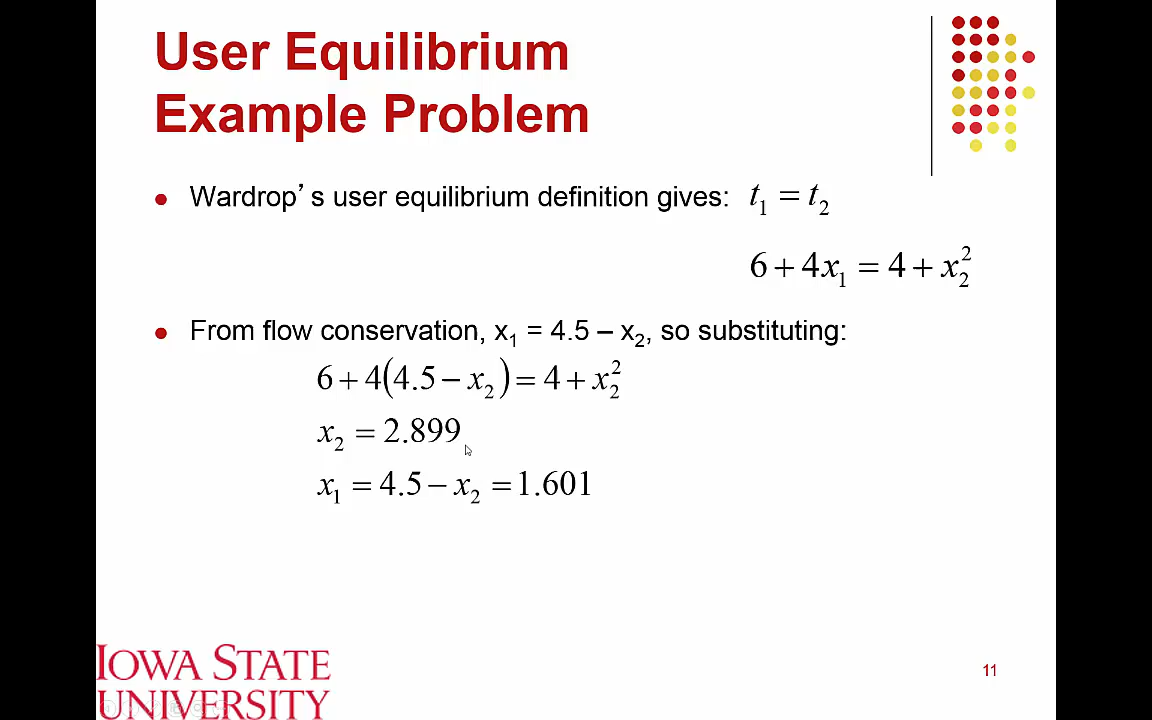 User Equilibrium
Example Problem
Wardrop’s user equilibrium definition gives: t₁ = t₂
6 + 4x₁ = 4 + x₂²
From flow conservation, x₁ = 4.5 – x₂, so substituting:
6 + 4(4.5 − x₂) = 4 + x₂²
x₂ = 2.899
x₁ = 4.5 − x₂ = 1.601
IOWA STATE
UNIVERSITY
11